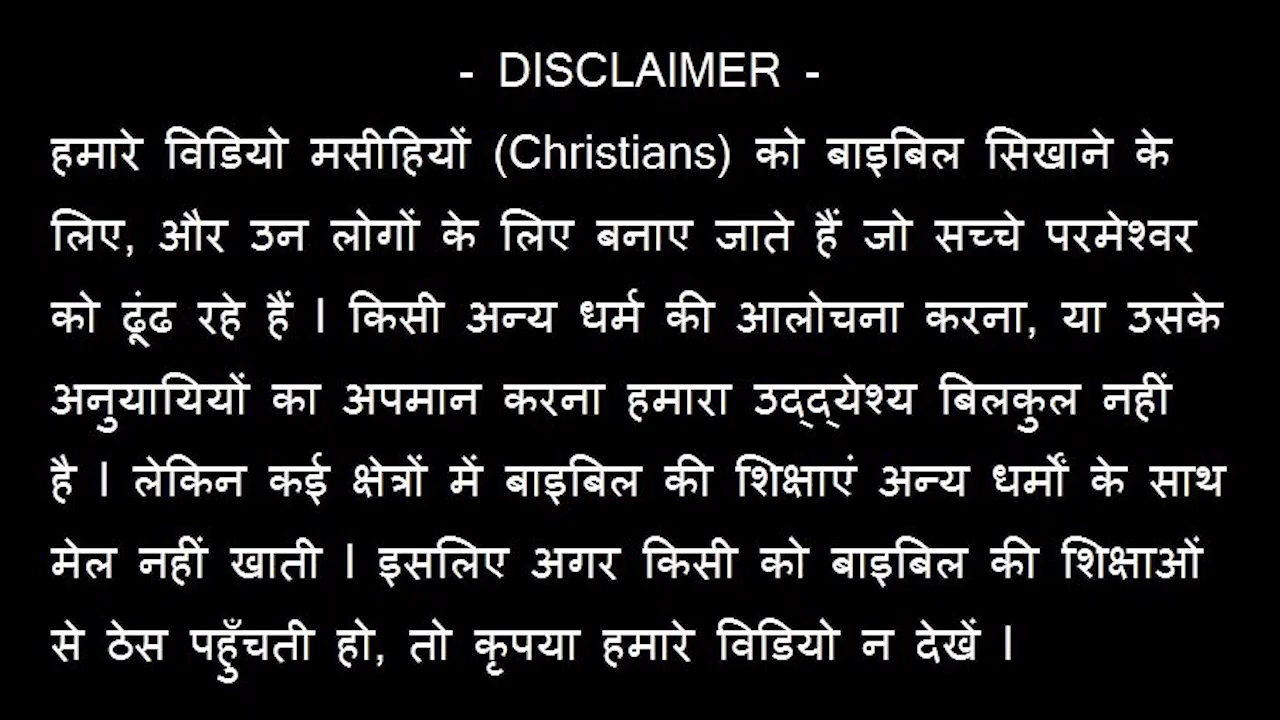 - DISCLAIMER -
हमारे विडियो मसीहियों (Christians) को बाइबिल सिखाने के
लिए, और उन लोगों के लिए बनाए जाते हैं जो सच्चे परमेश्वर
को ढूंढ रहे हैं । किसी अन्य धर्म की आलोचना करना, या उसके
अनुयायियों का अपमान करना हमारा उद्द्येश्य बिलकुल नहीं
है । लेकिन कई क्षेत्रों में बाइबिल की शिक्षाएं अन्य धर्मों के साथ
मेल नहीं खाती । इसलिए अगर किसी को बाइबिल की शिक्षाओं
से ठेस पहुँचती हो, तो कृपया हमारे विडियो न देखें ।